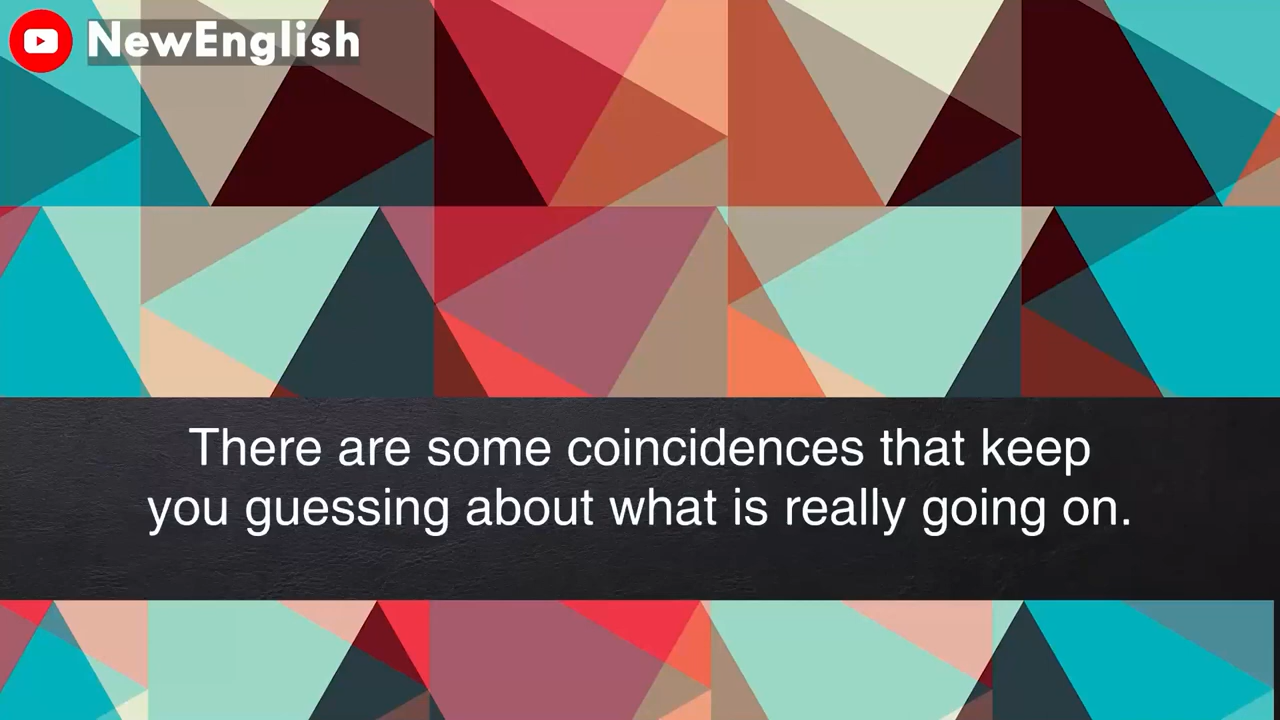 NewEnglish
There are some coincidences that keep
you guessing about what is really going on.